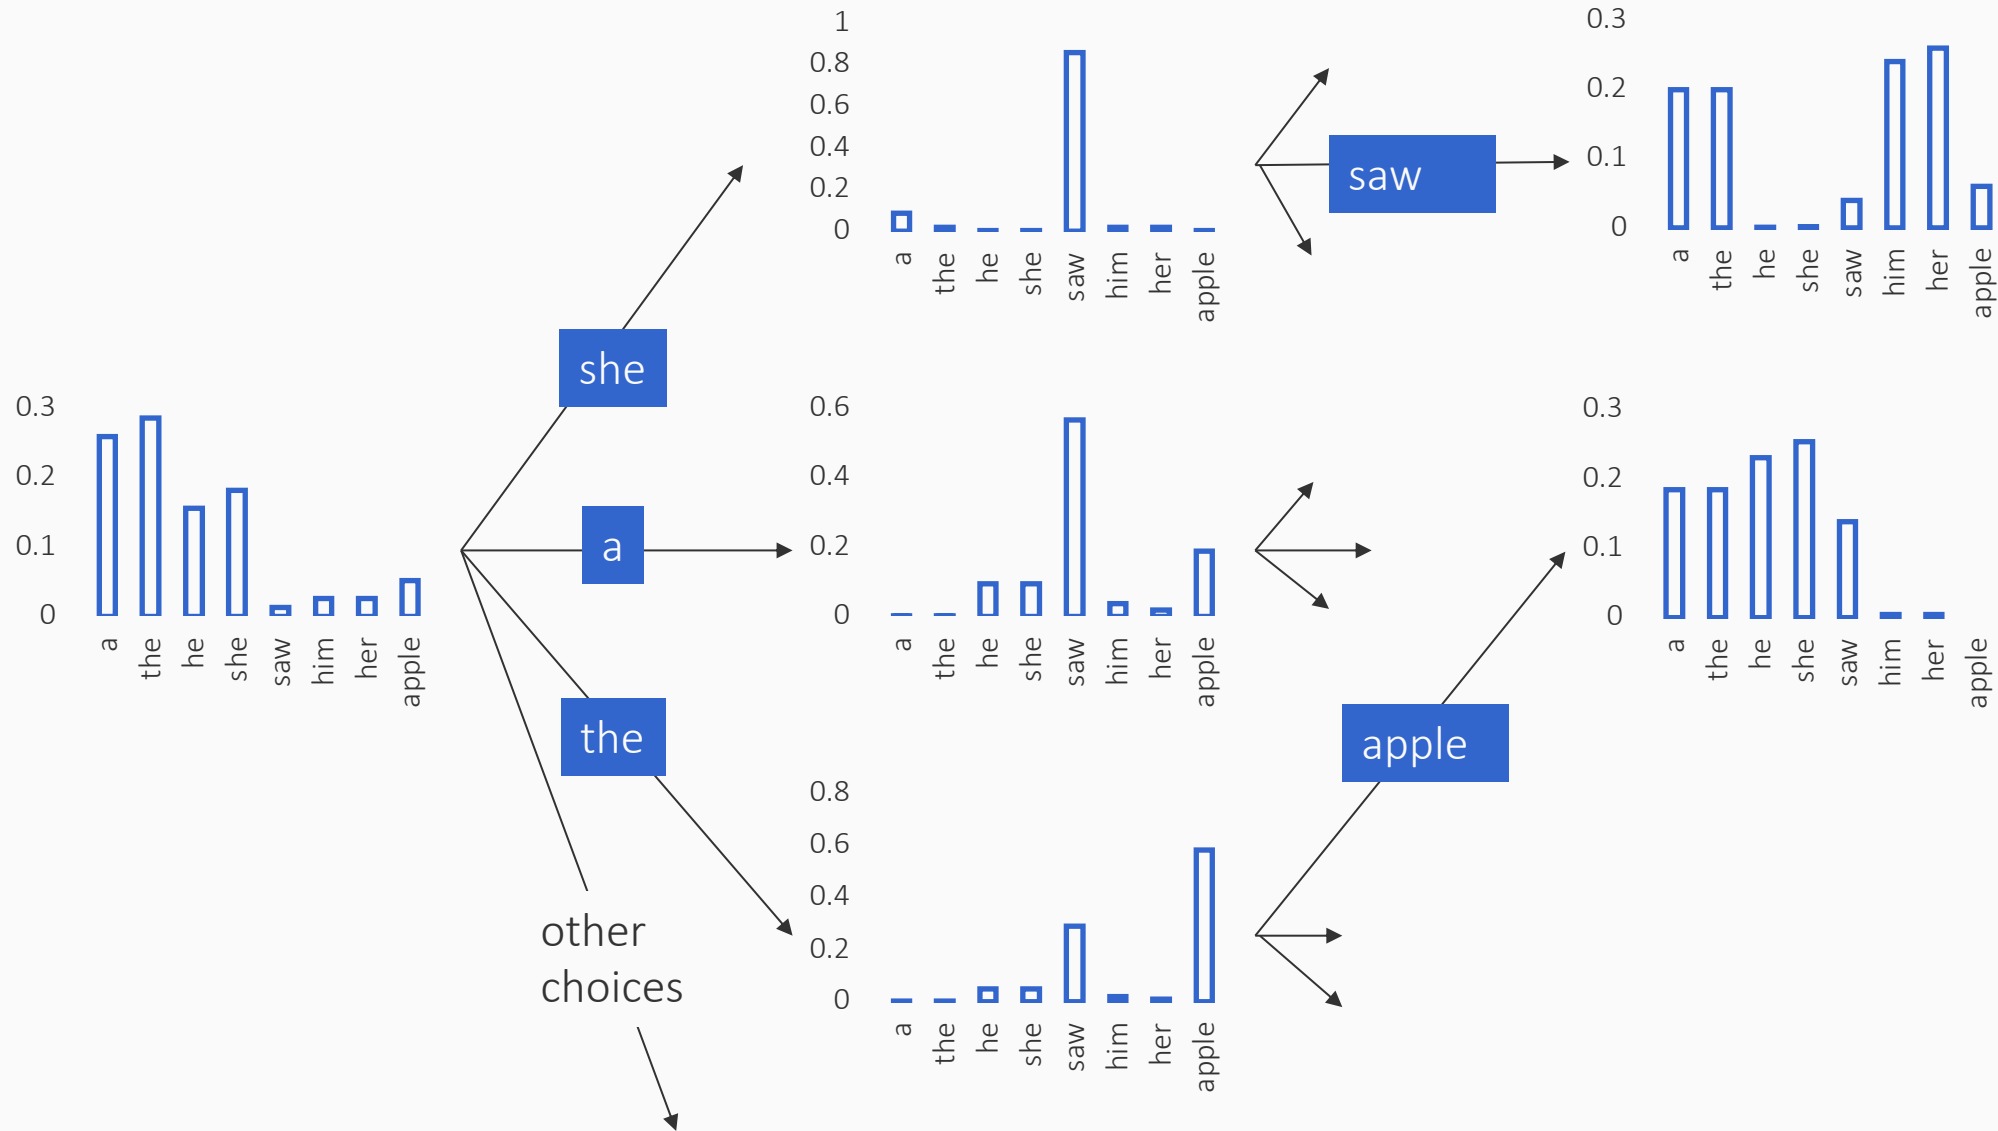 0.3
0.2
0.1
0
a
the
he
she
saw
him
her
apple
she
a
the
other
choices
1
0.8
0.6
0.4
0.2
0
a
the
he
she
saw
him
her
apple
0.6
0.4
0.2
0
a
the
he
she
saw
him
her
apple
0.8
0.6
0.4
0.2
0
a
the
he
she
saw
him
her
apple
saw
apple
0.3
0.2
0.1
0
a
the
he
she
saw
him
her
apple
0.3
0.2
0.1
0
a
the
he
she
saw
him
her
apple